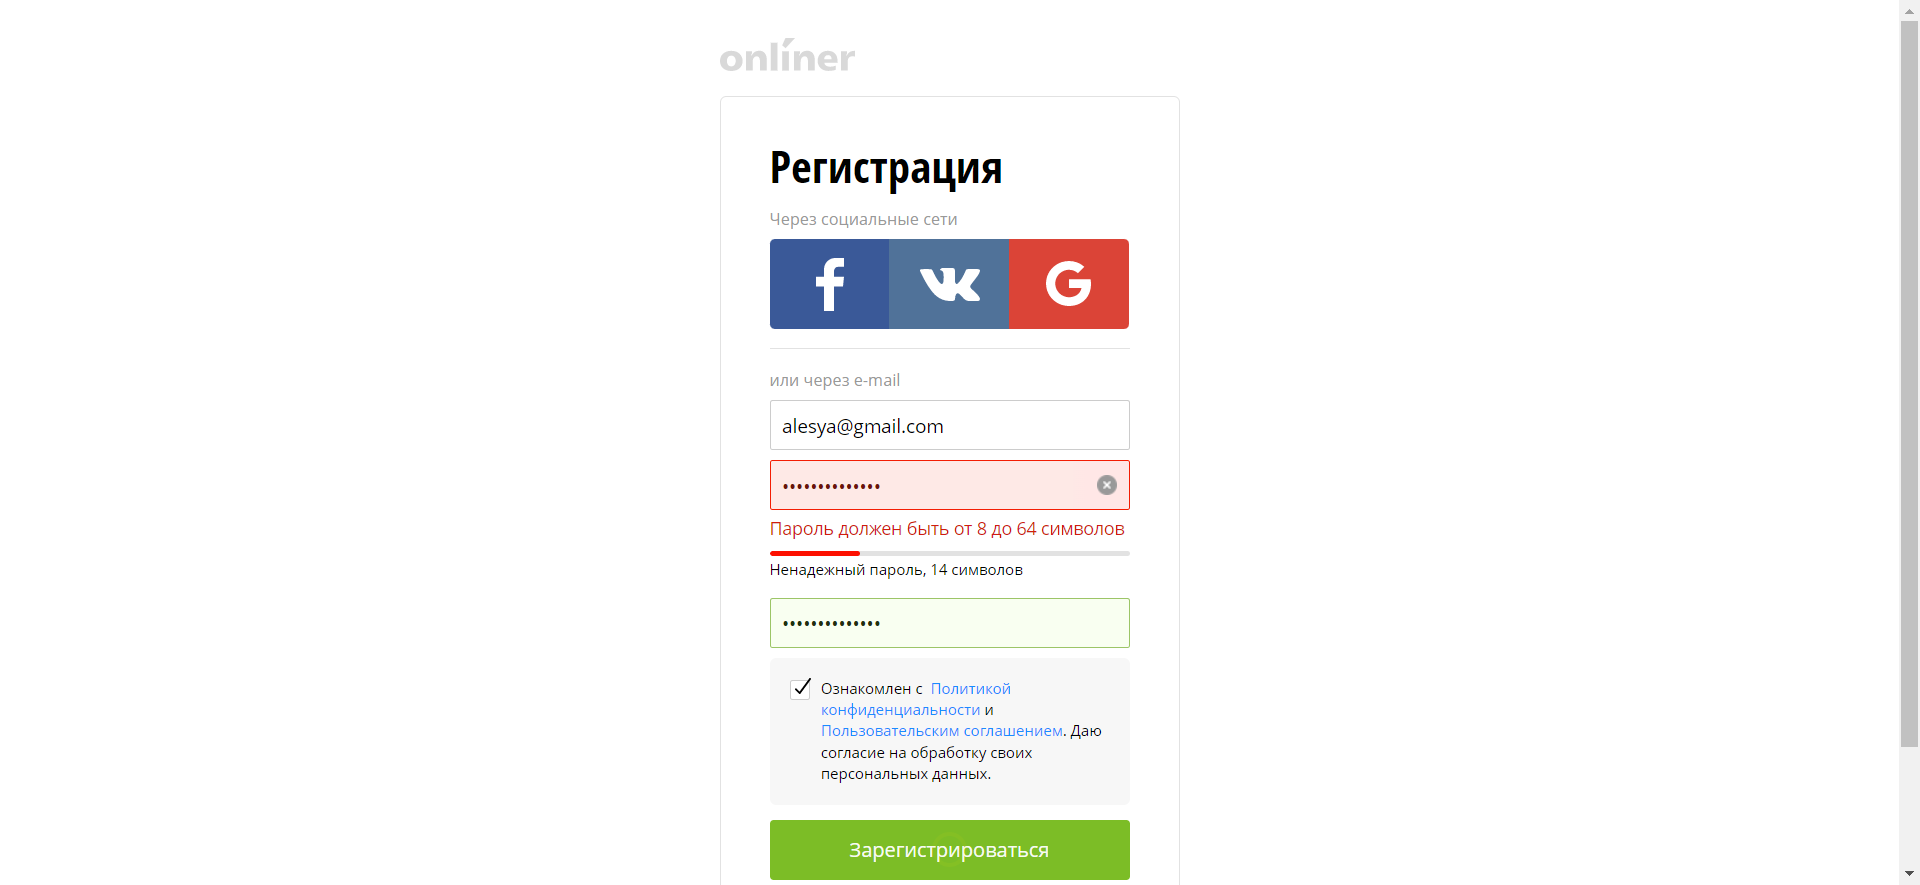 onliner
Регистрация
Через социальные сети
или через e-mail
alesya@gmail.com
••••••••••••••
Пароль должен быть от 8 до 64 символов
Ненадежный пароль, 14 символов
••••••••••••••
Ознакомлен с Политикой
конфиденциальности и
Пользовательским соглашением. Даю
согласие на обработку своих
персональных данных.
Зарегистрироваться